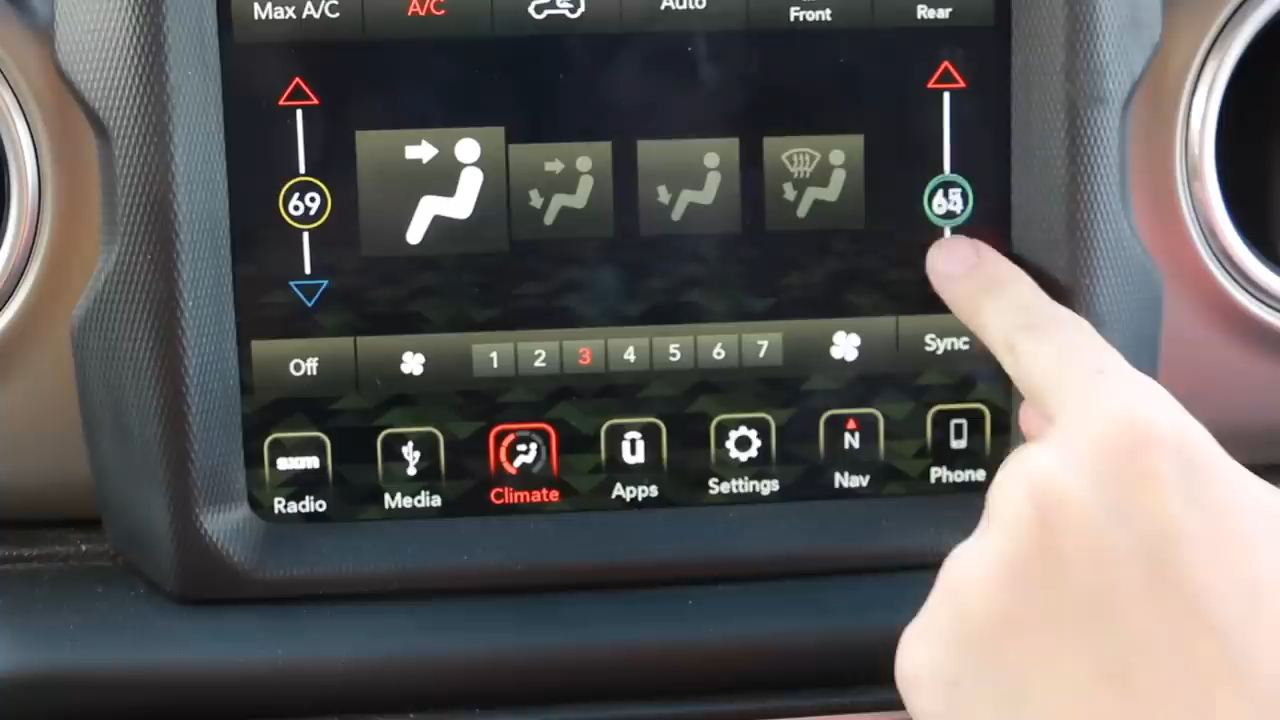 Max A/C
A/C
Auto
Front
Rear
69
Off
1 2 3 4 5 6 7
Sync
Radio
Media
Climate
Apps
Settings
N
Nav
Phone